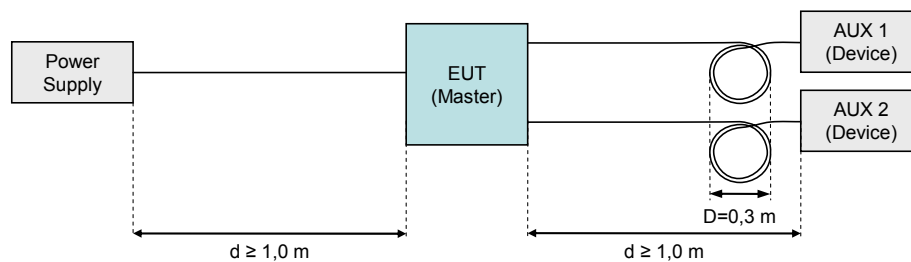 Power
Supply
EUT
(Master)
AUX 1
(Device)
AUX 2
(Device)
D=0,3 m
d ≥ 1,0 m
d ≥ 1,0 m